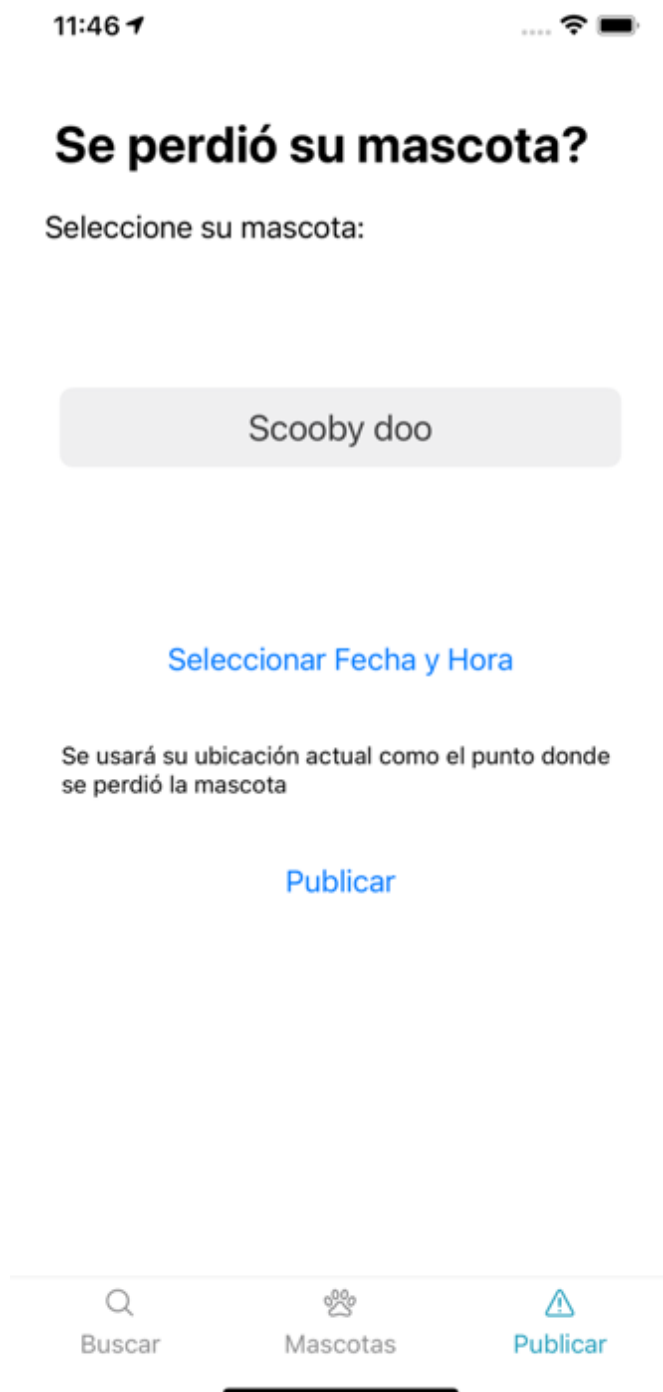 11:46
Se perdió su mascota?
Seleccione su mascota:
Scooby doo
Seleccionar Fecha y Hora
Se usará su ubicación actual como el punto donde
se perdió la mascota
Publicar
Buscar
Mascotas
Publicar